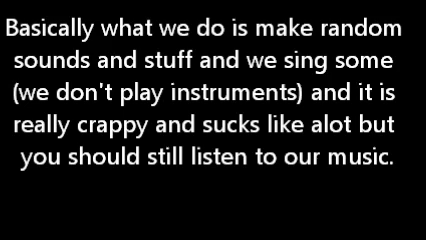 Basically what we do is make random
sounds and stuff and we sing some
(we don't play instruments) and it is
really crappy and sucks like alot but
you should still listen to our music.